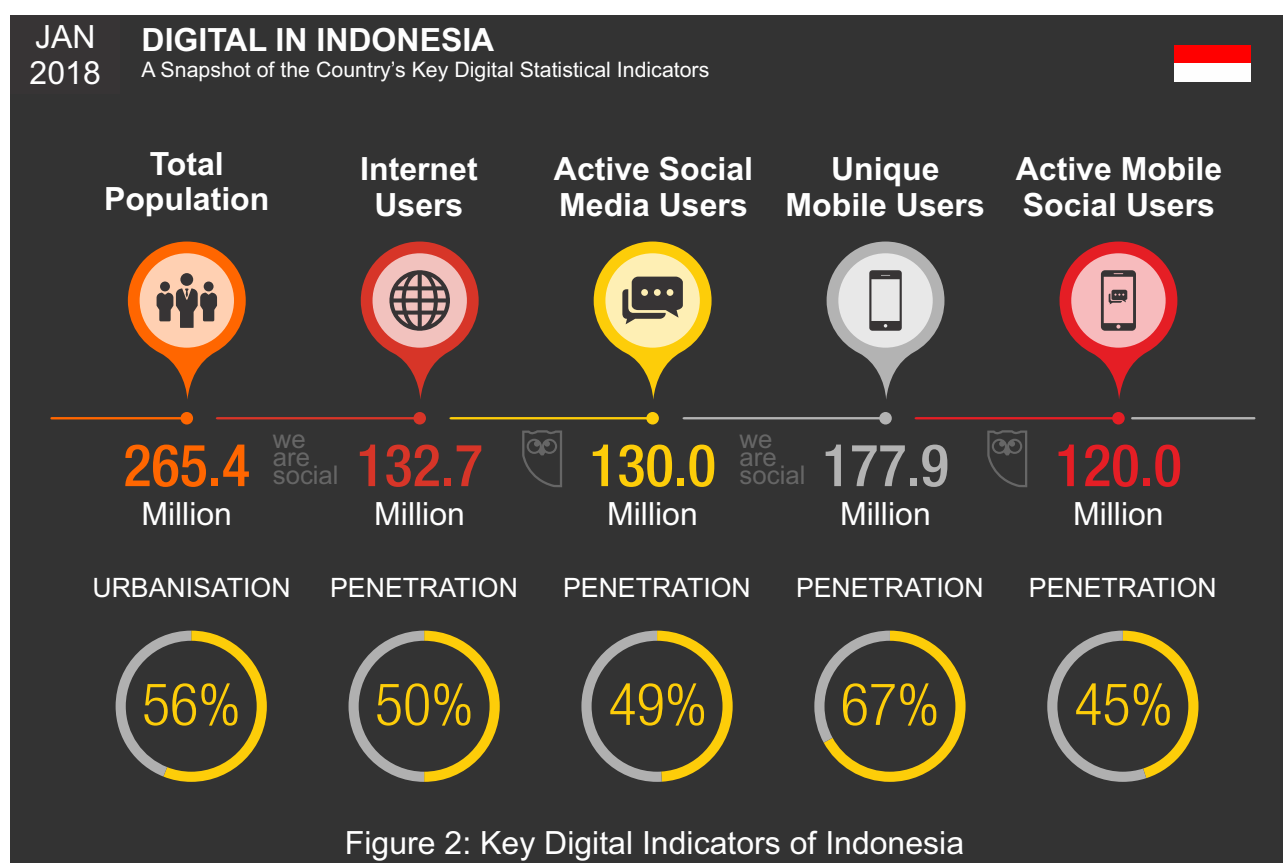 JAN
2018
DIGITAL IN INDONESIA
A Snapshot of the Country's Key Digital Statistical Indicators
Total
Population
Internet
Users
Active Social
Media Users
Unique
Mobile Users
Active Mobile
Social Users
265.4
Million
we
are
social
132.7
Million
130.0
Million
we
are
social
177.9
Million
120.0
Million
URBANISATION
PENETRATION
PENETRATION
PENETRATION
PENETRATION
56%
50%
49%
67%
45%
Figure 2: Key Digital Indicators of Indonesia